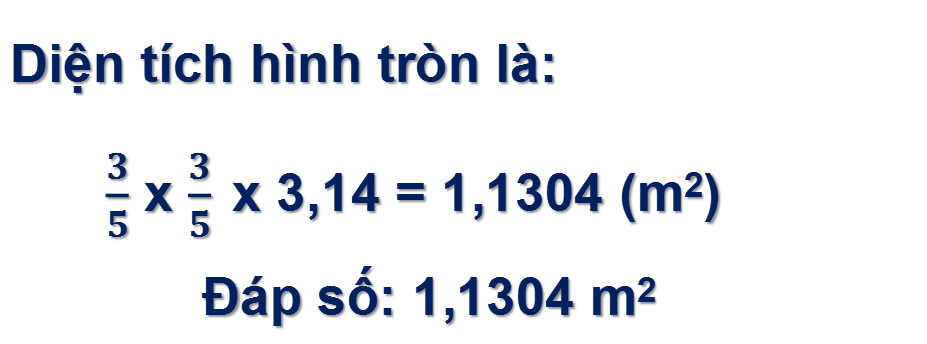 Diện tích hình tròn là:
3/5 x 3/5 x 3,14 = 1,1304 (m²)
Đáp số: 1,1304 m²